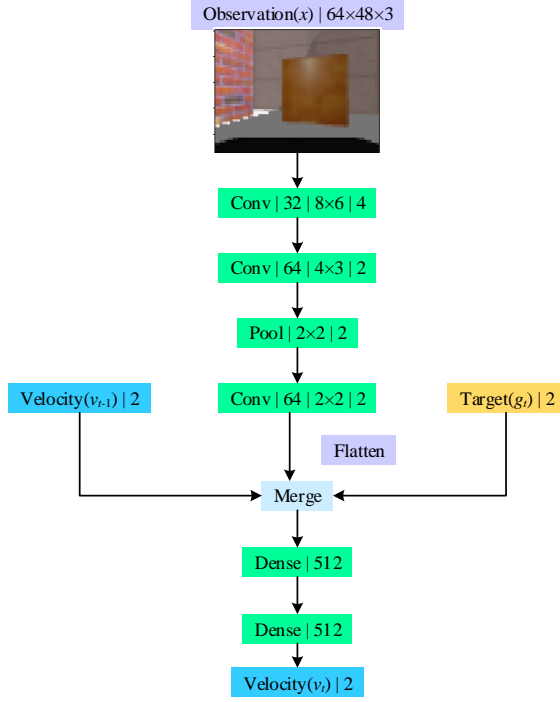 Observation(x) | 64×48×3
Conv | 32 | 8×6 | 4
Conv | 64 | 4×3 | 2
Pool | 2×2 | 2
Velocity(vt-1) | 2
Conv | 64 | 2×2 | 2
Target(gt) | 2
Flatten
Merge
Dense | 512
Dense | 512
Velocity(vt) | 2